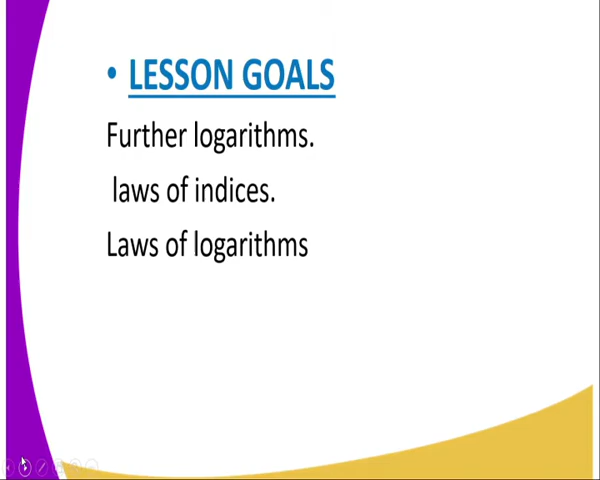 • LESSON GOALS
Further logarithms.
laws of indices.
Laws of logarithms